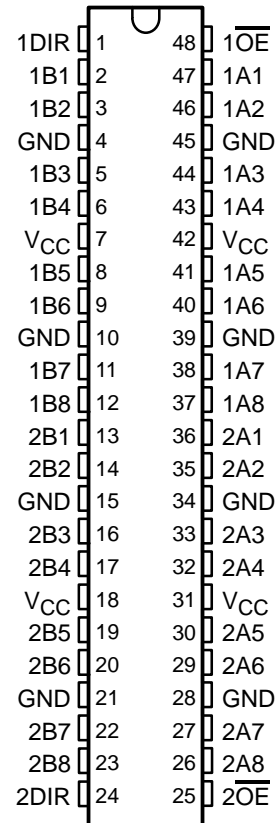 1DIR 1 48 1O̅E̅
1B1 2 47 1A1
1B2 3 46 1A2
GND 4 45 GND
1B3 5 44 1A3
1B4 6 43 1A4
VCC 7 42 VCC
1B5 8 41 1A5
1B6 9 40 1A6
GND 10 39 GND
1B7 11 38 1A7
1B8 12 37 1A8
2B1 13 36 2A1
2B2 14 35 2A2
GND 15 34 GND
2B3 16 33 2A3
2B4 17 32 2A4
VCC 18 31 VCC
2B5 19 30 2A5
2B6 20 29 2A6
GND 21 28 GND
2B7 22 27 2A7
2B8 23 26 2A8
2DIR 24 25 2O̅E̅